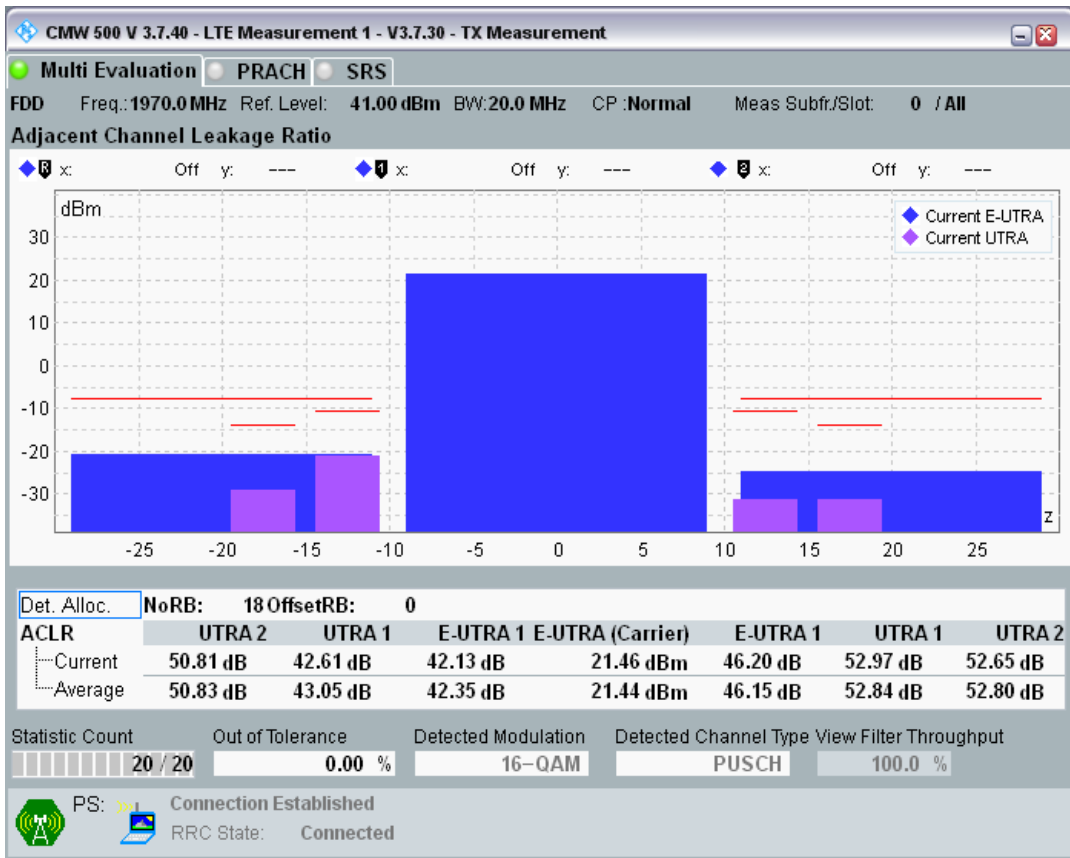 CMW 500 V 3.7.40 - LTE Measurement 1 - V3.7.30 - TX Measurement
Multi Evaluation PRACH SRS
FDD Freq.:1970.0 MHz Ref. Level: 41.00 dBm BW:20.0 MHz CP :Normal Meas Subfr./Slot: 0 / All
Adjacent Channel Leakage Ratio
R x: Off y: --- 1 x: Off y: --- 2 x: Off y: ---
dBm
Current E-UTRA
Current UTRA
30
20
10
0
-10
-20
-30
z
-25 -20 -15 -10 -5 0 5 10 15 20 25
Det. Alloc. NoRB: 18 OffsetRB: 0
ACLR UTRA 2 UTRA 1 E-UTRA 1 E-UTRA (Carrier) E-UTRA 1 UTRA 1 UTRA 2
Current 50.81 dB 42.61 dB 42.13 dB 21.46 dBm 46.20 dB 52.97 dB 52.65 dB
Average 50.83 dB 43.05 dB 42.35 dB 21.44 dBm 46.15 dB 52.84 dB 52.80 dB
Statistic Count Out of Tolerance Detected Modulation Detected Channel Type View Filter Throughput
20 / 20 0.00 % 16-QAM PUSCH 100.0 %
PS: Connection Established
RRC State: Connected